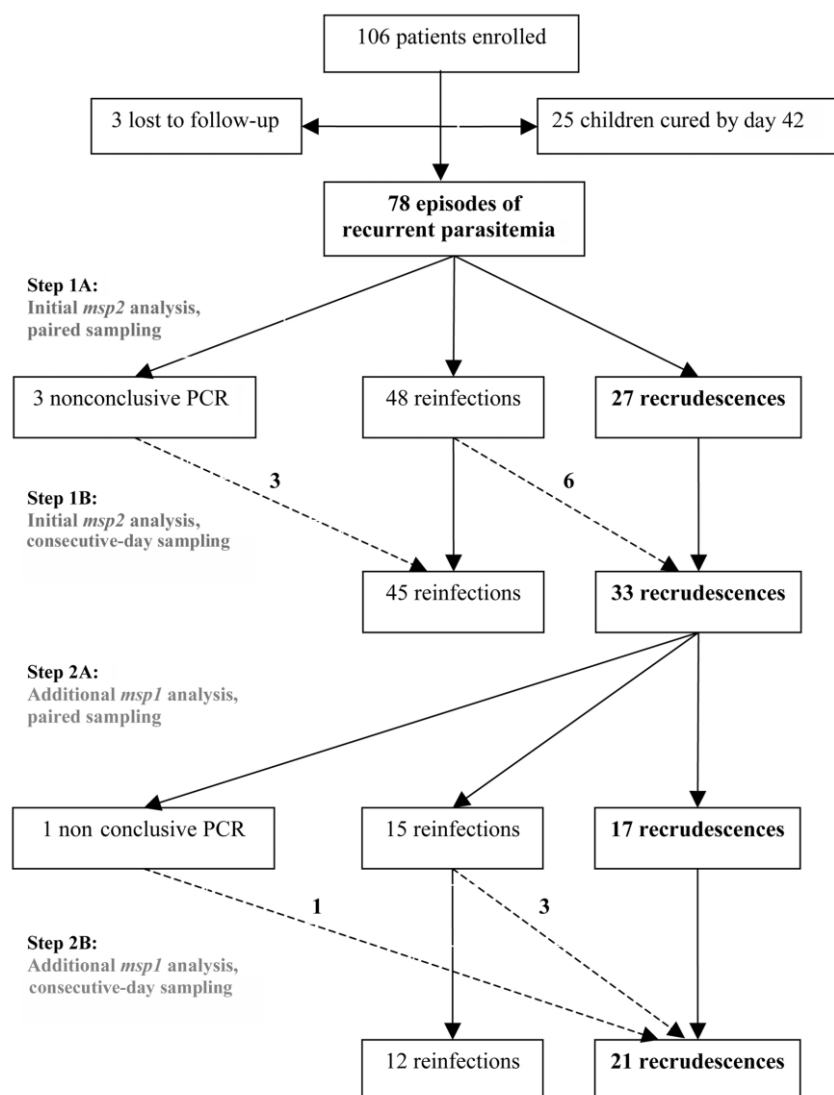 106 patients enrolled
3 lost to follow-up
25 children cured by day 42
78 episodes of
recurrent parasitemia
Step 1A:
Initial msp2 analysis,
paired sampling
3 nonconclusive PCR
48 reinfections
27 recrudescences
3
6
Step 1B:
Initial msp2 analysis,
consecutive-day sampling
45 reinfections
33 recrudescences
Step 2A:
Additional msp1 analysis,
paired sampling
1 non conclusive PCR
15 reinfections
17 recrudescences
1
3
Step 2B:
Additional msp1 analysis,
consecutive-day sampling
12 reinfections
21 recrudescences